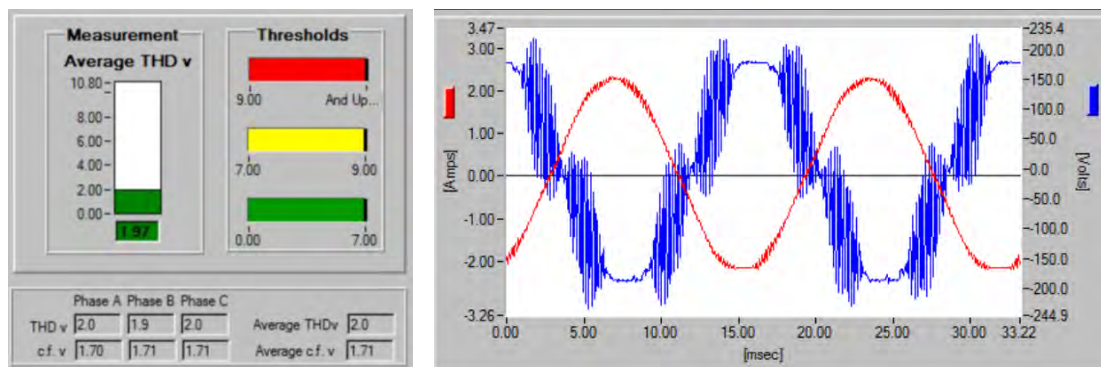 Measurement
Average THD v
10.80
8.00
6.00
4.00
2.00
0.00
1.97
Thresholds
9.00 And Up...
7.00 9.00
0.00 7.00
Phase A Phase B Phase C
THD v 2.0 1.9 2.0 Average THDv 2.0
c.f. v 1.70 1.71 1.71 Average c.f. v 1.71
3.47
3.00
2.00
1.00
0.00
-1.00
-2.00
-3.26
[Amps]
235.4
200.0
150.0
100.0
50.0
0.0
-50.0
-100.0
-150.0
-200.0
-244.9
[Volts]
0.00 5.00 10.00 15.00 20.00 25.00 30.00 33.22
[msec]